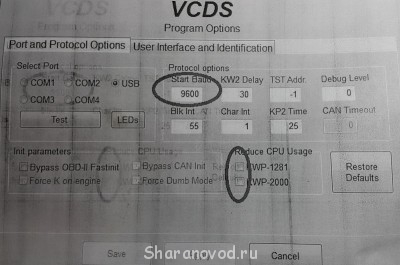 VCDS
Program Options
Port and Protocol Options
User Interface and Identification
Select Port
COM1 COM2 USB
COM3 COM4
Test LEDs
Protocol options
Start Baud KW2 Delay TST Addr. Debug Level
9600 30 -1 0
Blk Int Char Int KP2 Time CAN Timeout
55 1 25 0
Init parameters
Bypass OBD-II Fastinit
Force K on engine
CPU Usage
Bypass CAN Init
Force Dumb Mode
Reduce CPU Usage
KWP-1281
KWP-2000
Restore
Defaults
Save
Cancel
Sharanovod.ru